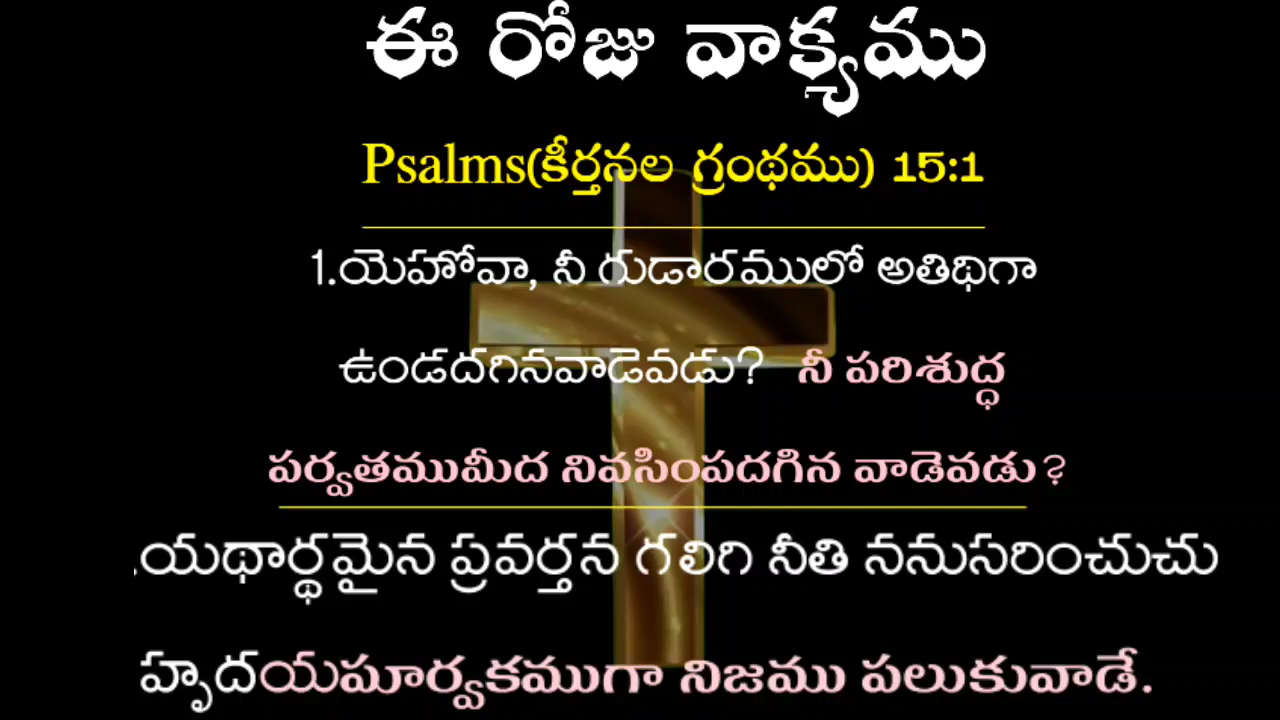 ఈ రోజు వాక్యము
Psalms(కీర్తనల గ్రంథము) 15:1
1.యెహోవా, నీ గుడారములో అతిథిగా
ఉండదగినవాడెవడు? నీ పరిశుద్ధ
పర్వతముమీద నివసింపదగిన వాడెవడు?
.యథార్థమైన ప్రవర్తన గలిగి నీతి ననుసరించుచు
హృదయపూర్వకముగా నిజము పలుకువాడే.